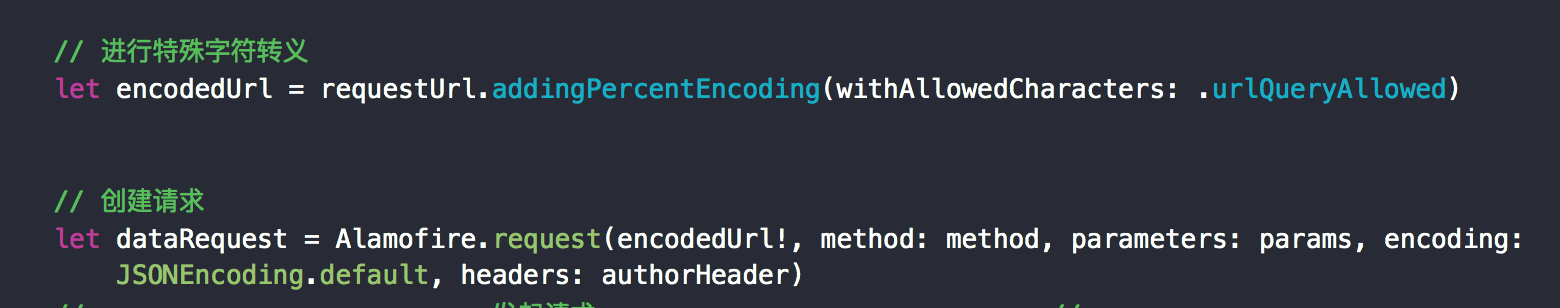 // 进行特殊字符转义
let encodedUrl = requestUrl.addingPercentEncoding(withAllowedCharacters: .urlQueryAllowed)
// 创建请求
let dataRequest = Alamofire.request(encodedUrl!, method: method, parameters: params, encoding:
JSONEncoding.default, headers: authorHeader)